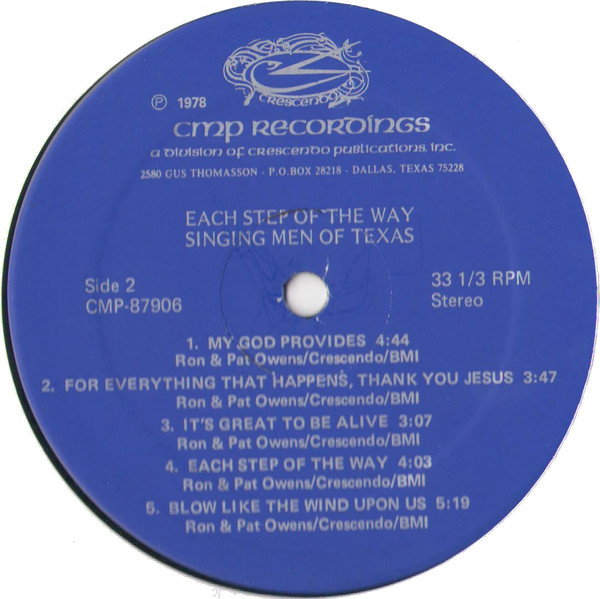 CRESCENDO
℗ 1978
CMP RECORDINGS
A DIVISION OF CRESCENDO PUBLICATIONS, INC.
2580 GUS THOMASSON - P.O.BOX 28218 - DALLAS, TEXAS 75228
EACH STEP OF THE WAY
SINGING MEN OF TEXAS
Side 2 33 1/3 RPM
CMP-87906 Stereo
1. MY GOD PROVIDES 4:44
Ron & Pat Owens/Crescendo/BMI
2. FOR EVERYTHING THAT HAPPENS, THANK YOU JESUS 3:47
Ron & Pat Owens/Crescendo/BMI
3. IT'S GREAT TO BE ALIVE 3:07
Ron & Pat Owens/Crescendo/BMI
4. EACH STEP OF THE WAY 4:03
Ron & Pat Owens/Crescendo/BMI
5. BLOW LIKE THE WIND UPON US 5:19
Ron & Pat Owens/Crescendo/BMI